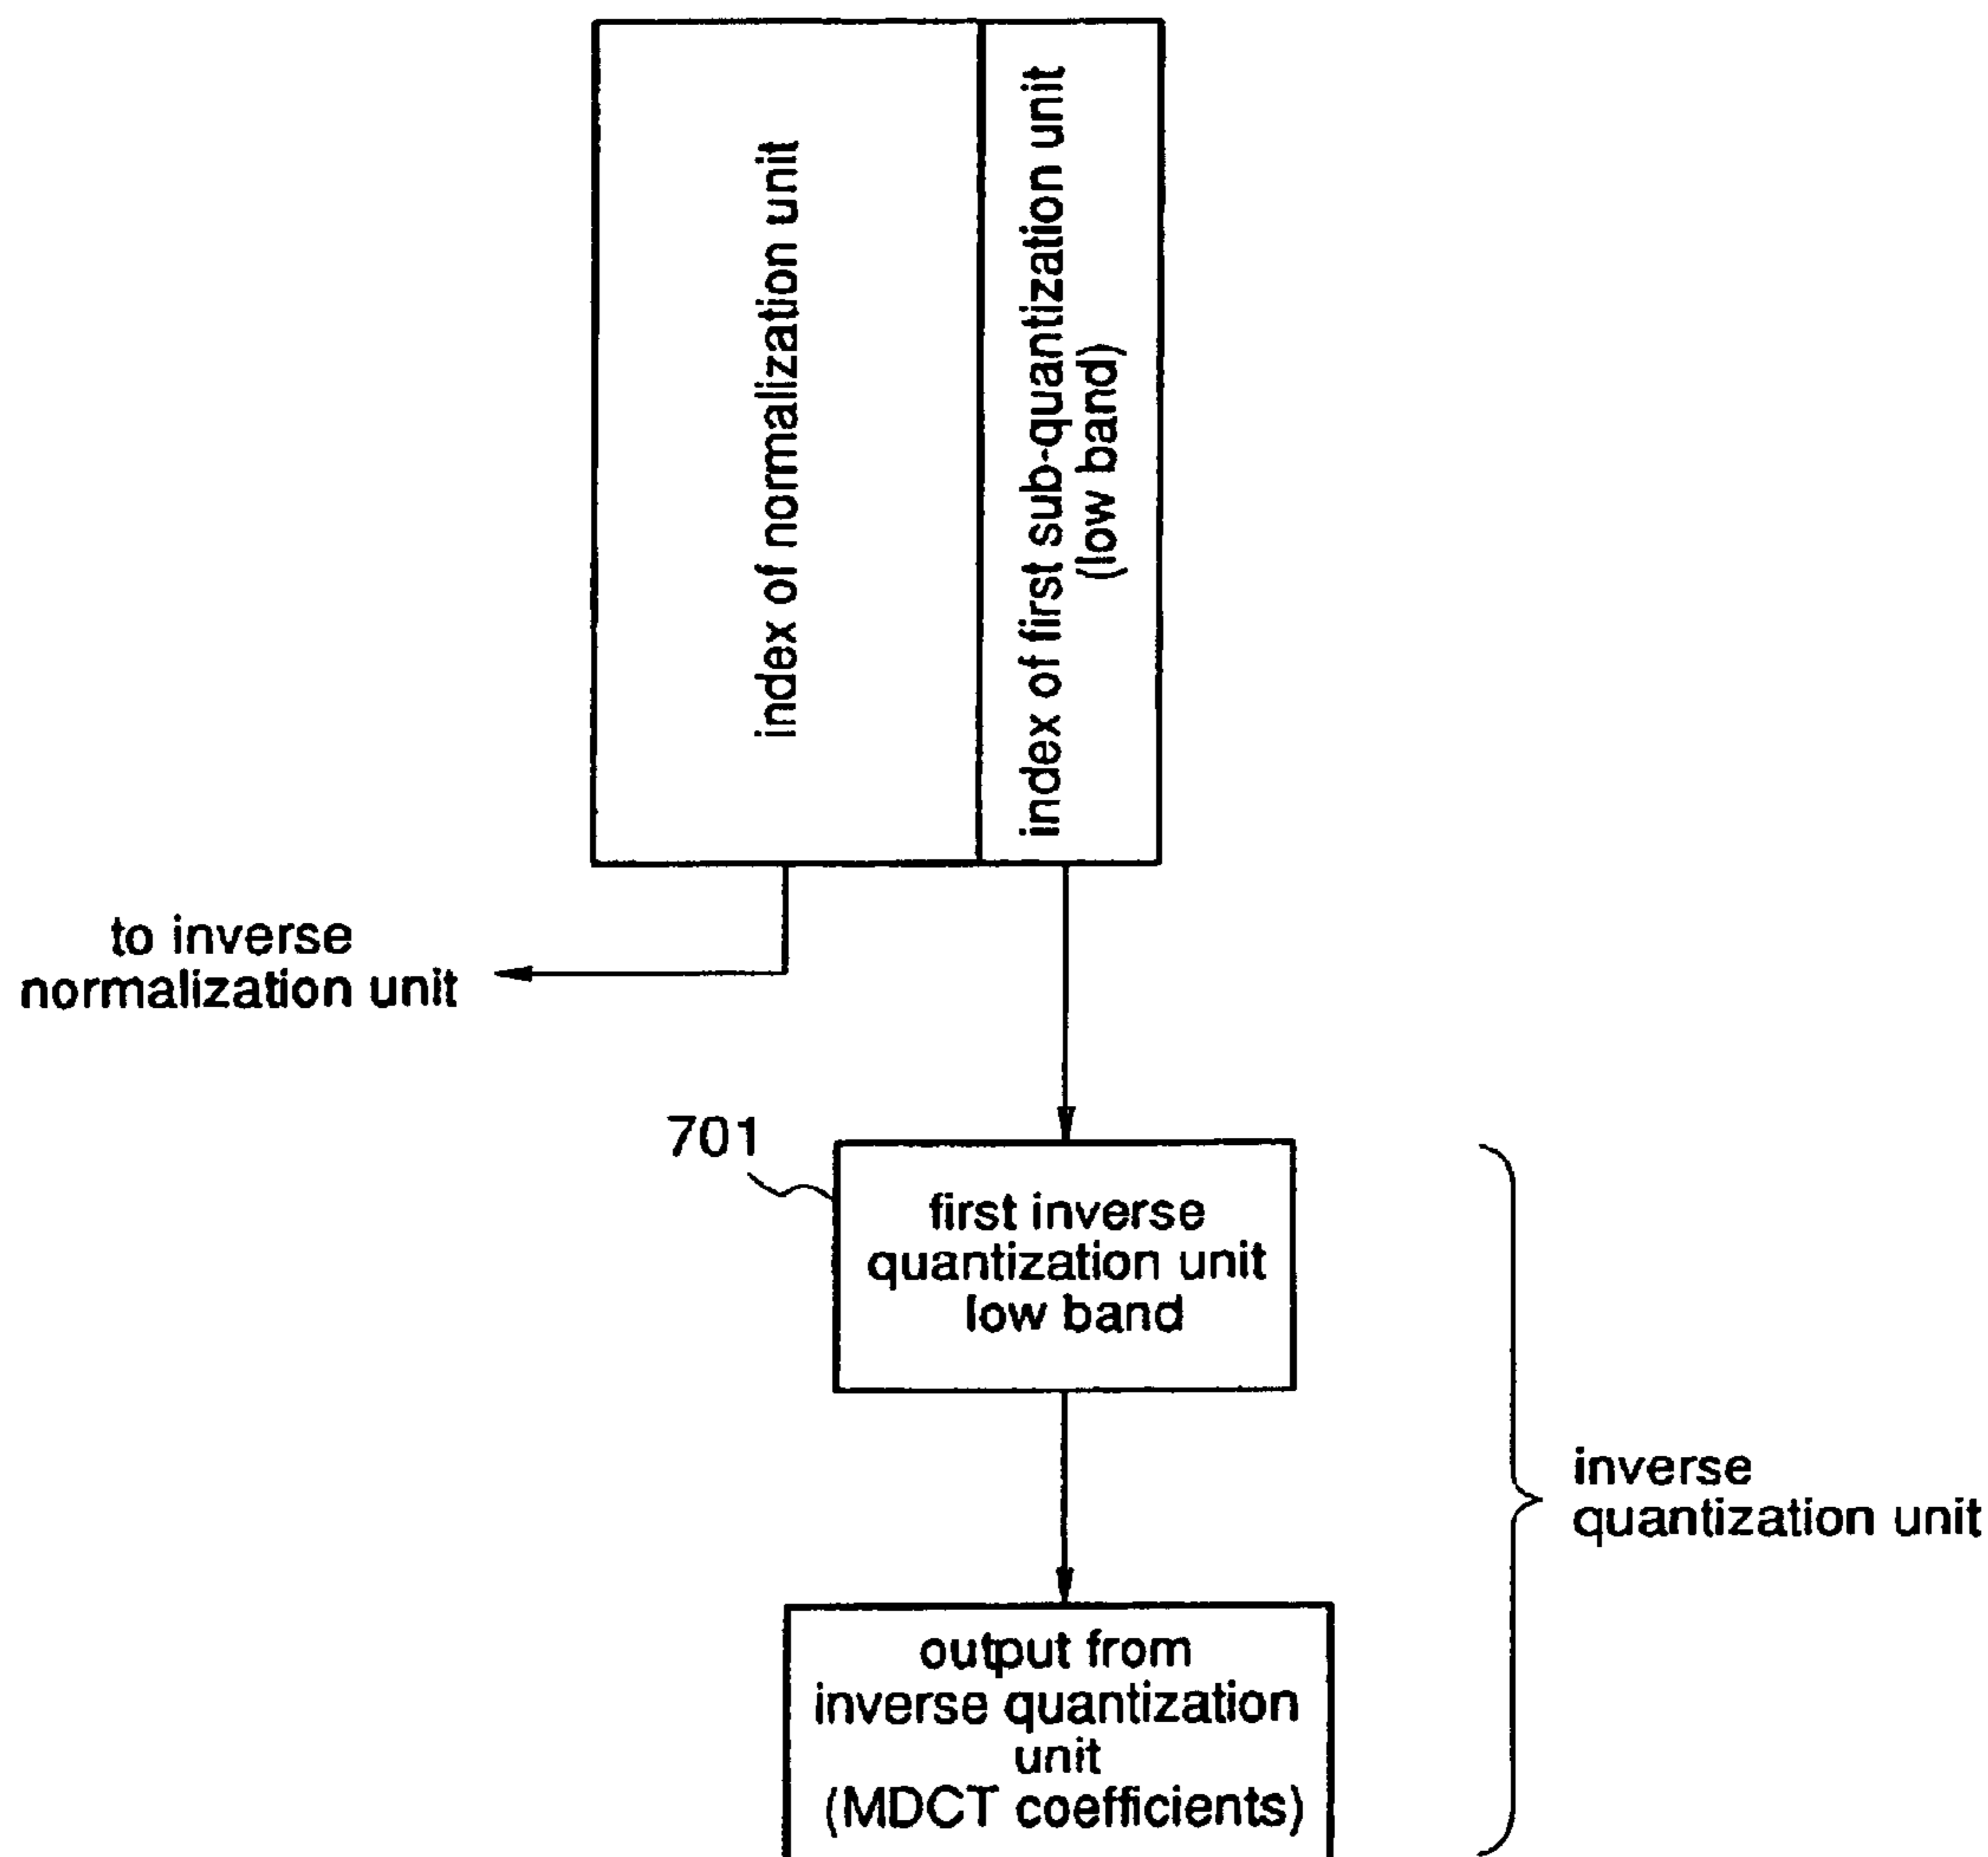 index of normalization unit
index of first sub-quantization unit
(low band)
to inverse
normalization unit
701
first inverse
quantization unit
low band
inverse
quantization unit
output from
inverse quantization
unit
(MDCT coefficients)